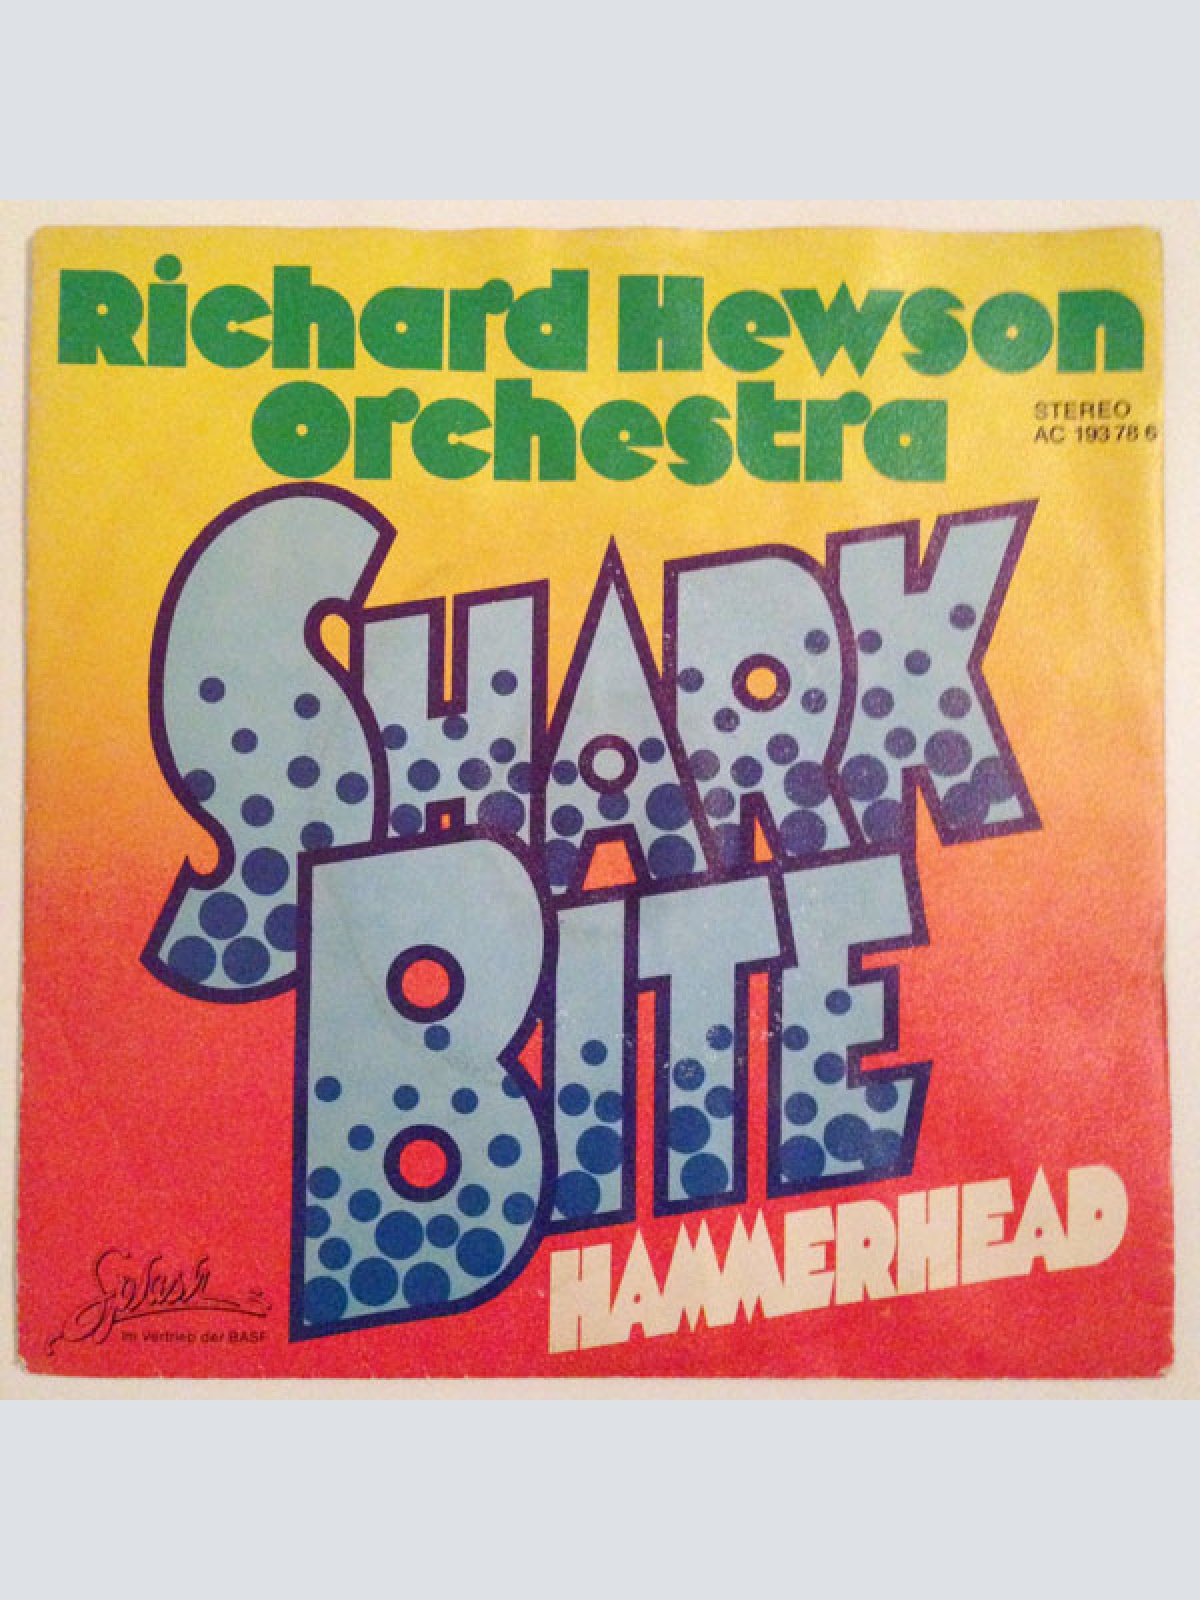 Richard Hewson
Orchestra
STEREO
AC 193 78 6
SHARK
BITE
HAMMERHEAD
Splash
im Vertrieb der BASF